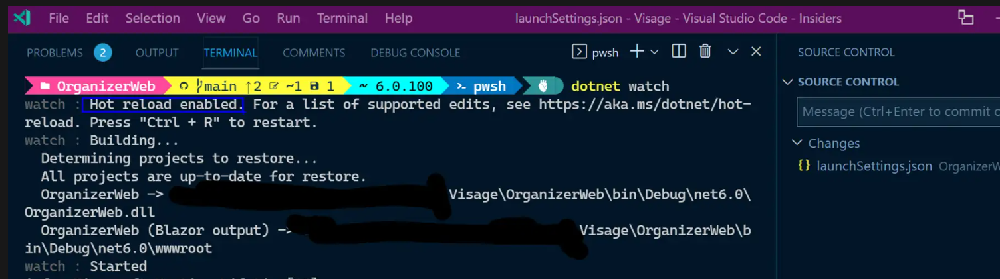 File Edit Selection View Go Run Terminal Help launchSettings.json - Visage - Visual Studio Code - Insiders
PROBLEMS 2 OUTPUT TERMINAL COMMENTS DEBUG CONSOLE pwsh
OrganizerWeb main ↑2 ~1 1 ~ 6.0.100 pwsh dotnet watch
watch : Hot reload enabled. For a list of supported edits, see https://aka.ms/dotnet/hot-
reload. Press "Ctrl + R" to restart.
watch : Building...
Determining projects to restore...
All projects are up-to-date for restore.
OrganizerWeb ->
Visage\OrganizerWeb\bin\Debug\net6.0\
OrganizerWeb.dll
OrganizerWeb (Blazor output) ->
Visage\OrganizerWeb\b
in\Debug\net6.0\wwwroot
watch : Started
SOURCE CONTROL
SOURCE CONTROL
Message (Ctrl+Enter to commit
Changes
{} launchSettings.json OrganizerW